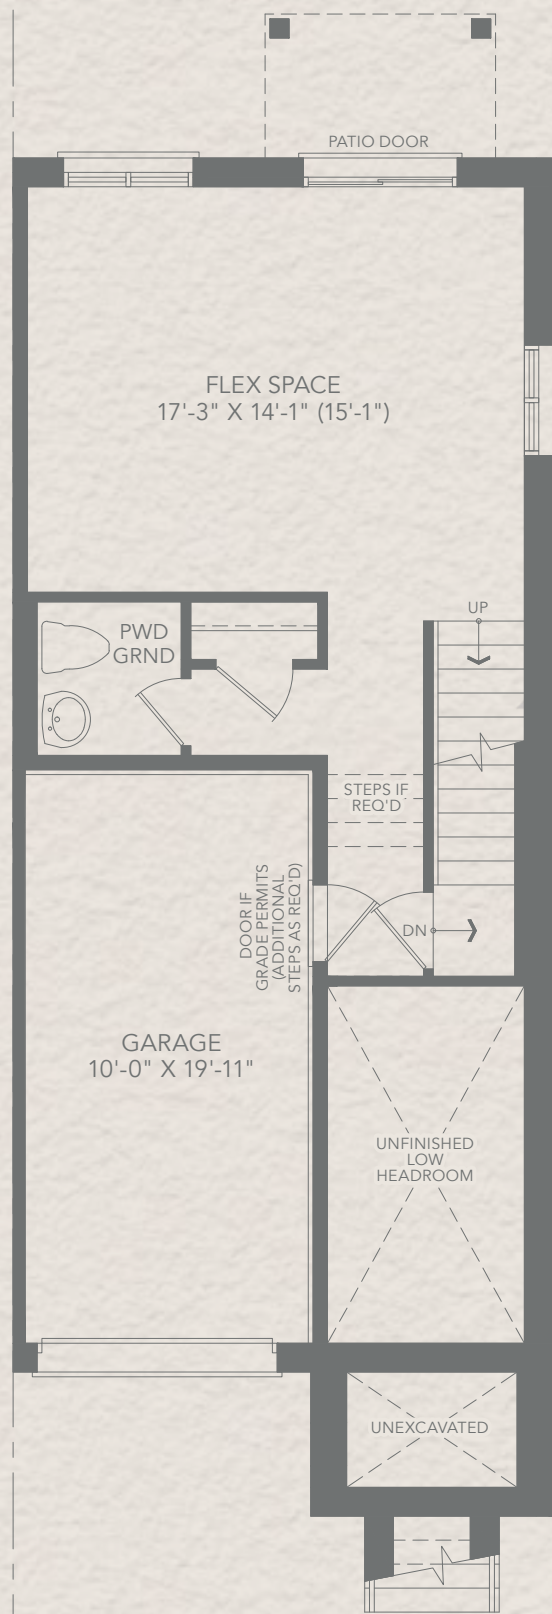 PATIO DOOR
FLEX SPACE
17'-3" X 14'-1" (15'-1")
PWD
GRND
UP
STEPS IF
REQ'D
DOOR IF
GRADE PERMITS
(ADDITIONAL
STEPS AS REQ'D)
DN
GARAGE
10'-0" X 19'-11"
UNFINISHED
LOW
HEADROOM
UNEXCAVATED